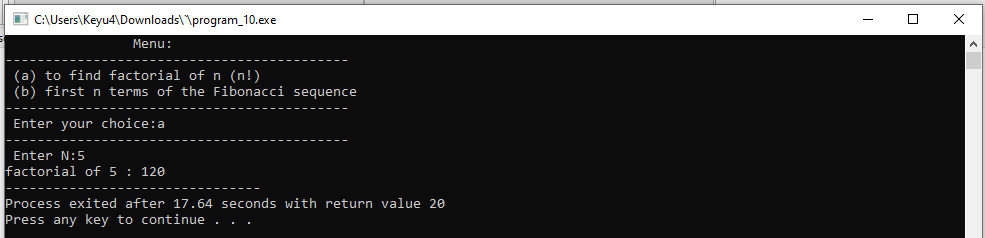 C:\Users\Keyu4\Downloads\`\program_10.exe
Menu:
-------------------------------------------
(a) to find factorial of n (n!)
(b) first n terms of the Fibonacci sequence
-------------------------------------------
Enter your choice:a
-------------------------------------------
Enter N:5
factorial of 5 : 120
--------------------------------
Process exited after 17.64 seconds with return value 20
Press any key to continue . . .